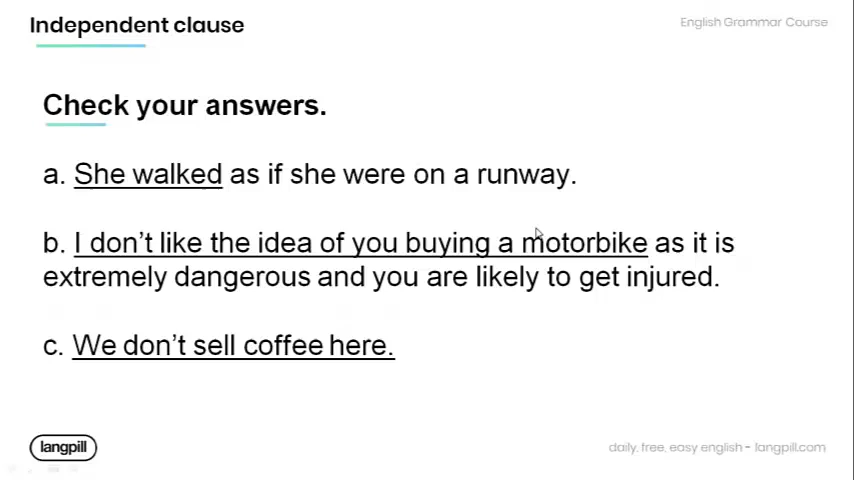 Independent clause
English Grammar Course
Check your answers.
a. She walked as if she were on a runway.
b. I don’t like the idea of you buying a motorbike as it is
extremely dangerous and you are likely to get injured.
c. We don’t sell coffee here.
langpill
daily, free, easy english - langpill.com